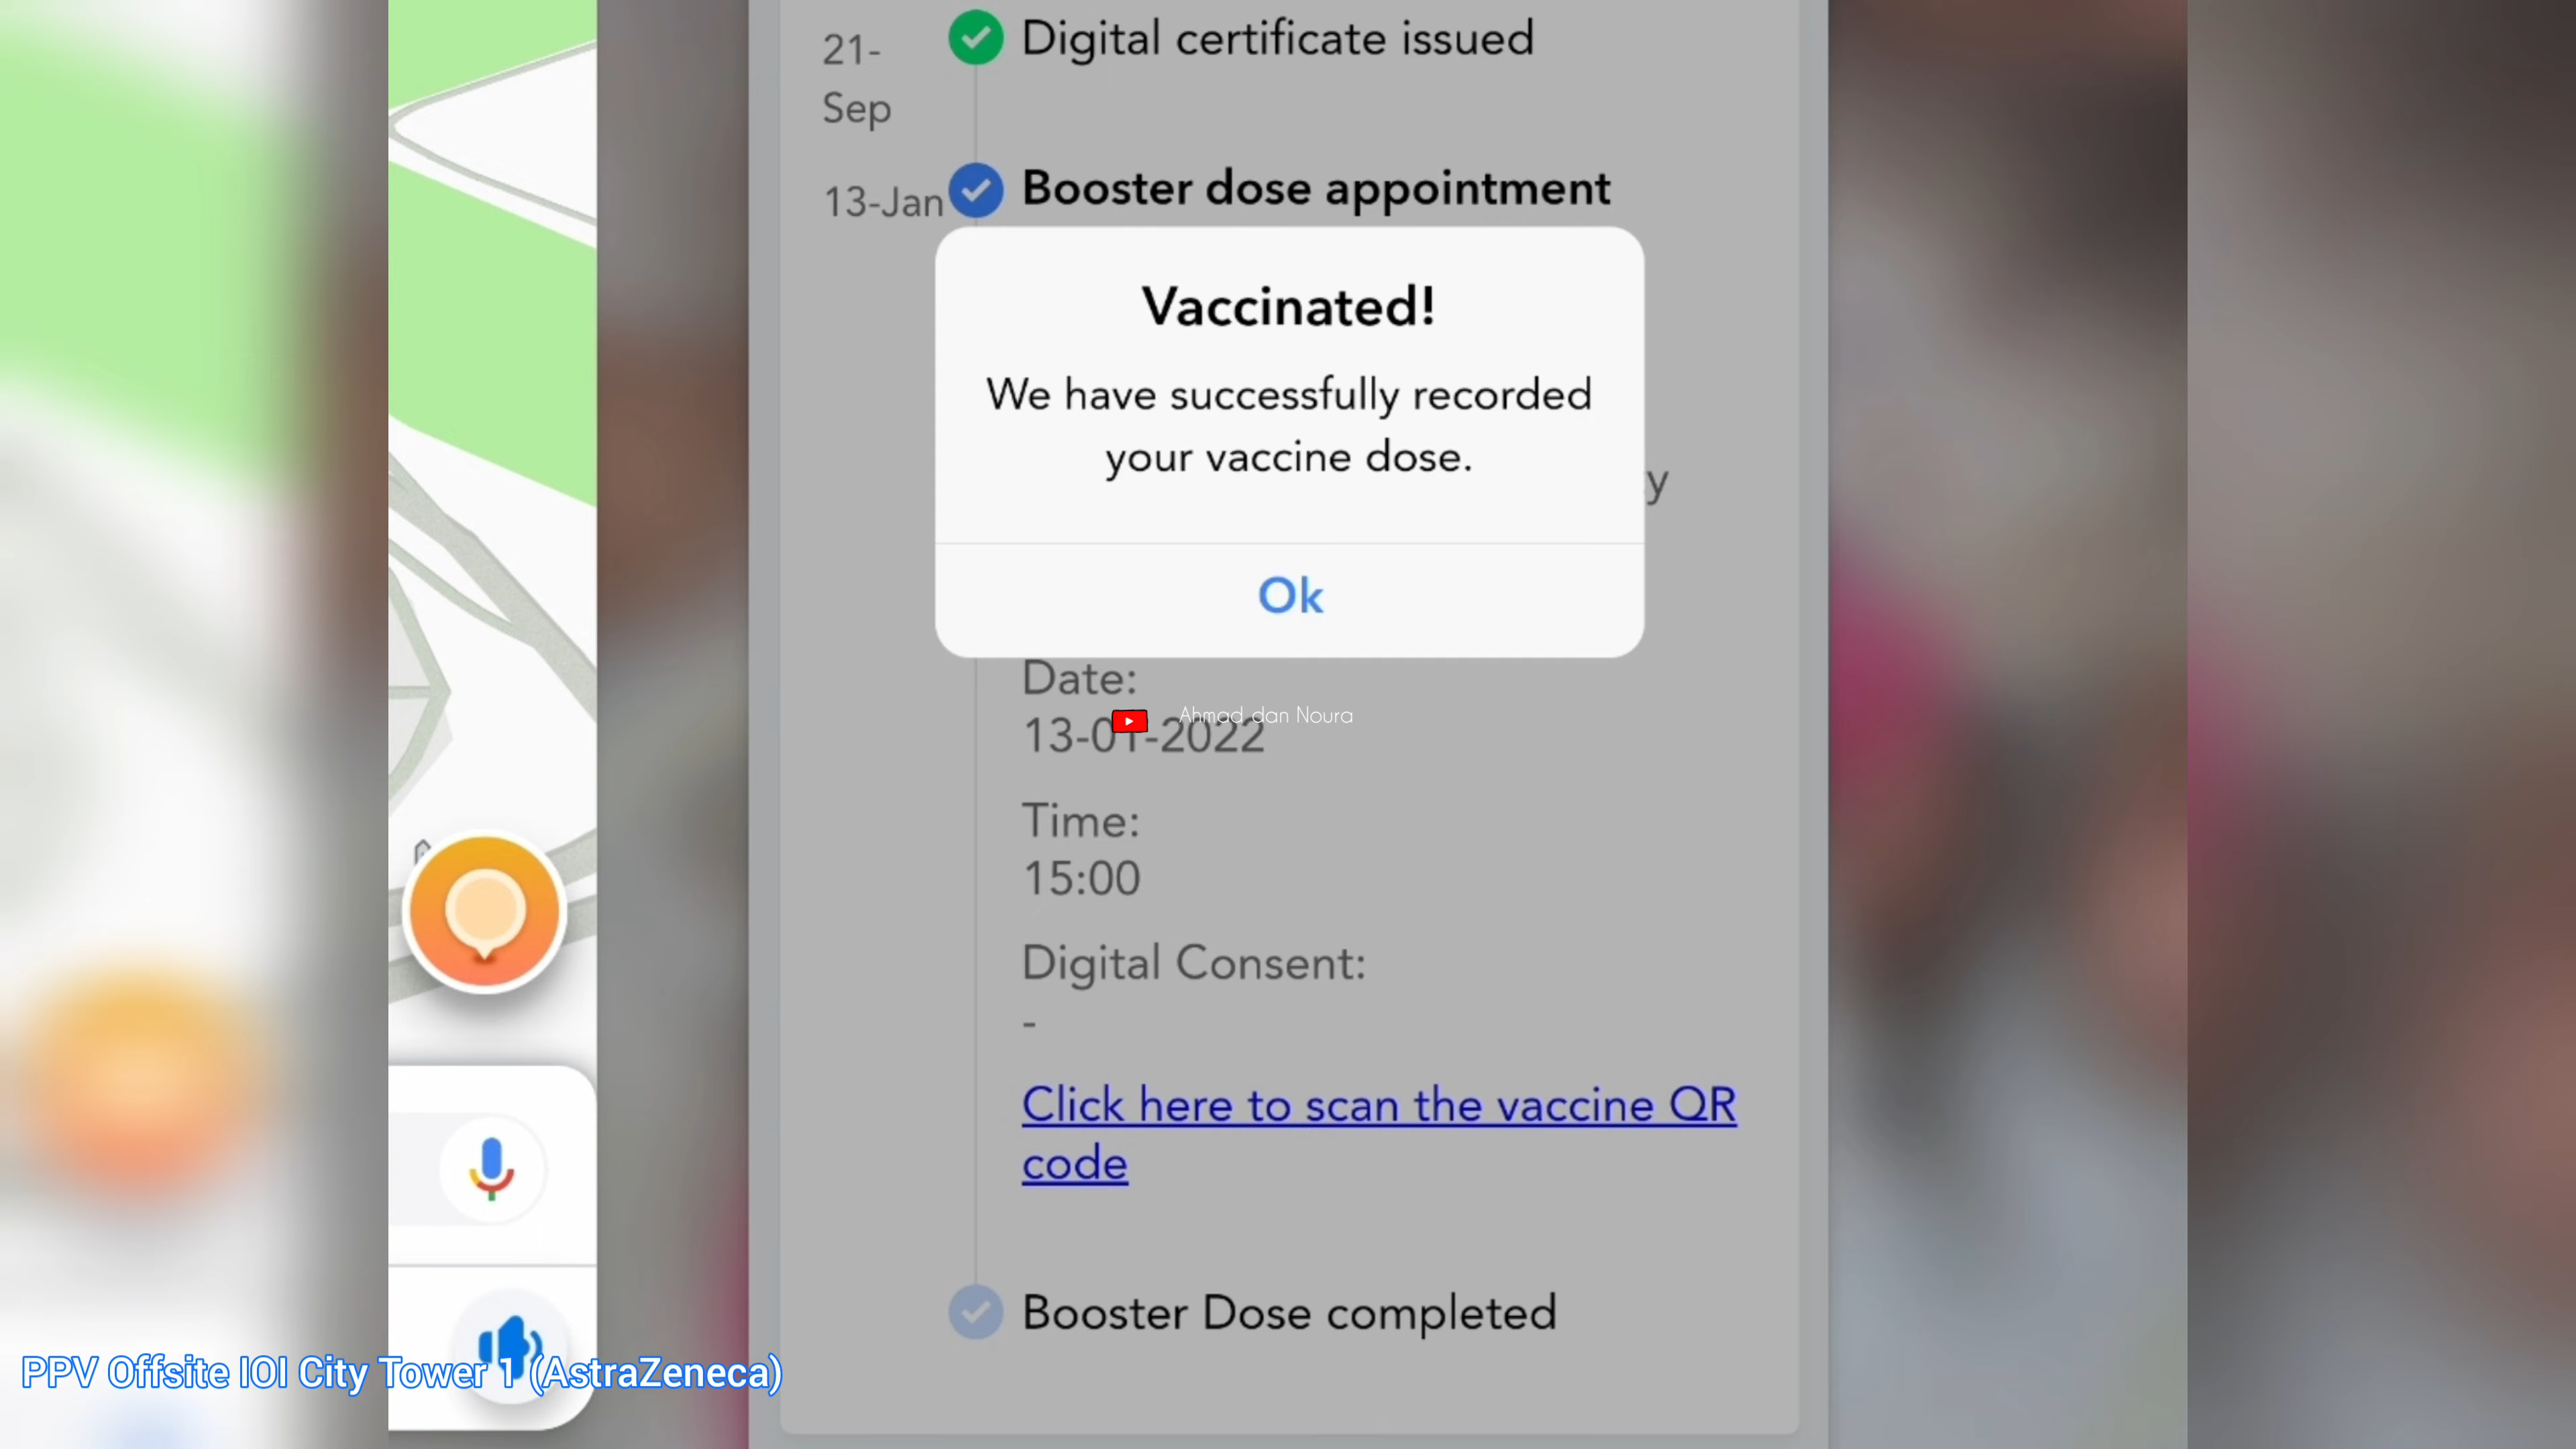 21-
Sep
Digital certificate issued
13-Jan
Booster dose appointment
Vaccinated!
We have successfully recorded
your vaccine dose.
y
Ok
Date:
Ahmad dan Noura
13-01-2022
Time:
15:00
Digital Consent:
-
Click here to scan the vaccine QR
code
Booster Dose completed
PPV Offsite IOI City Tower 1 (AstraZeneca)